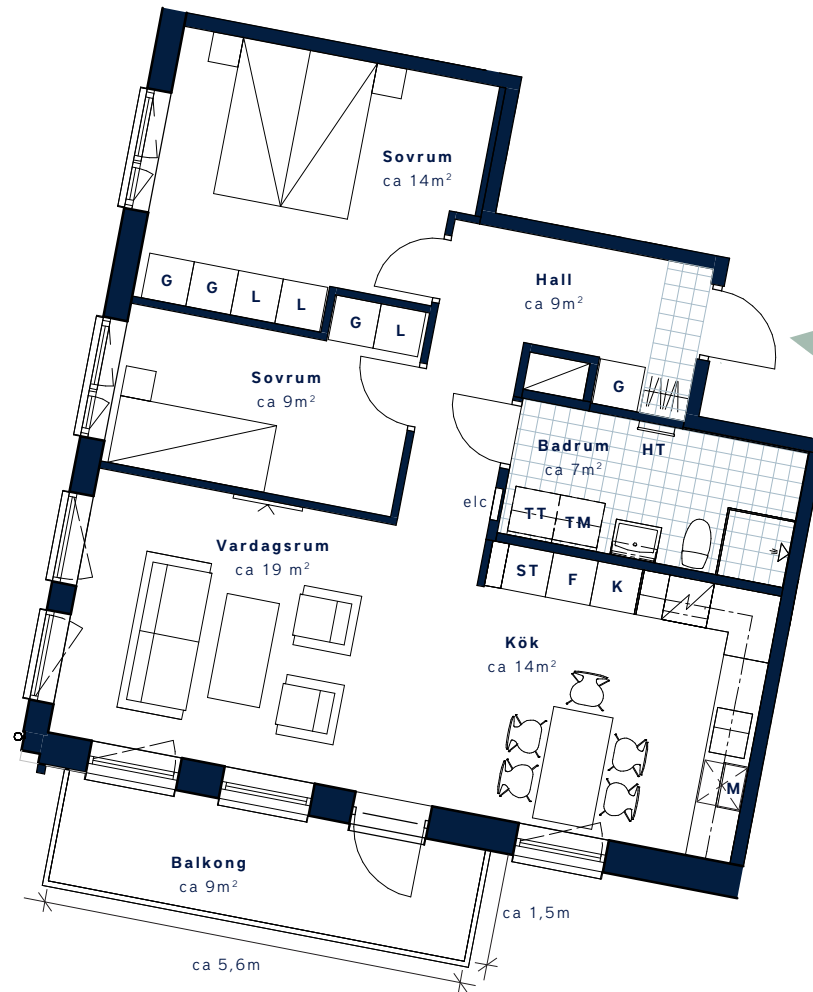 Sovrum
ca 14m²
G G L L
G L
Hall
ca 9m²
G
Sovrum
ca 9m²
Badrum
ca 7m²
HT
elc
TT TM
Vardagsrum
ca 19 m²
ST F K
Kök
ca 14m²
M
Balkong
ca 9m²
ca 1,5m
ca 5,6m